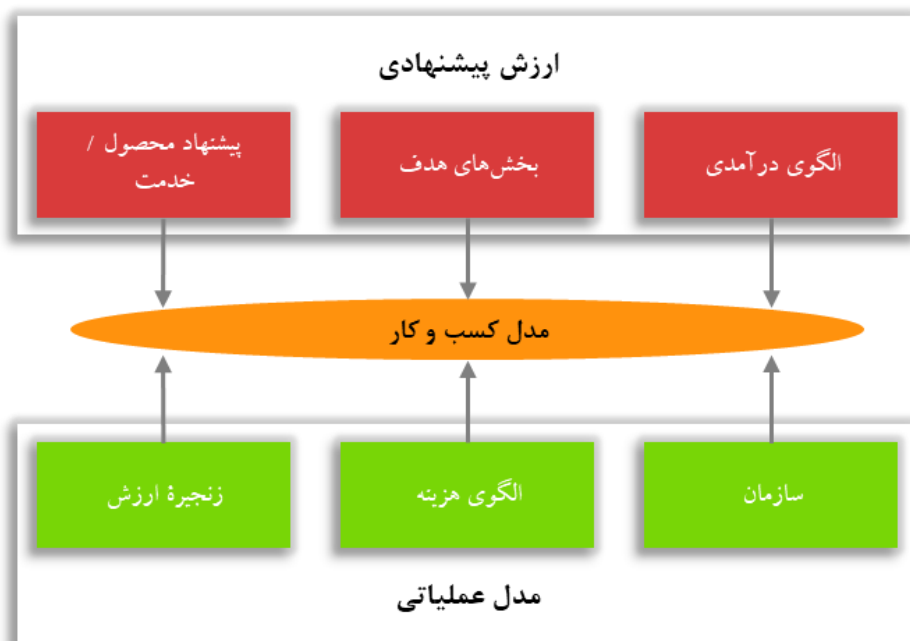 ارزش پیشنهادی
الگوی درآمدی
بخش‌های هدف
پیشنهاد محصول /
خدمت
مدل کسب و کار
سازمان
الگوی هزینه
زنجیرۀ ارزش
مدل عملیاتی